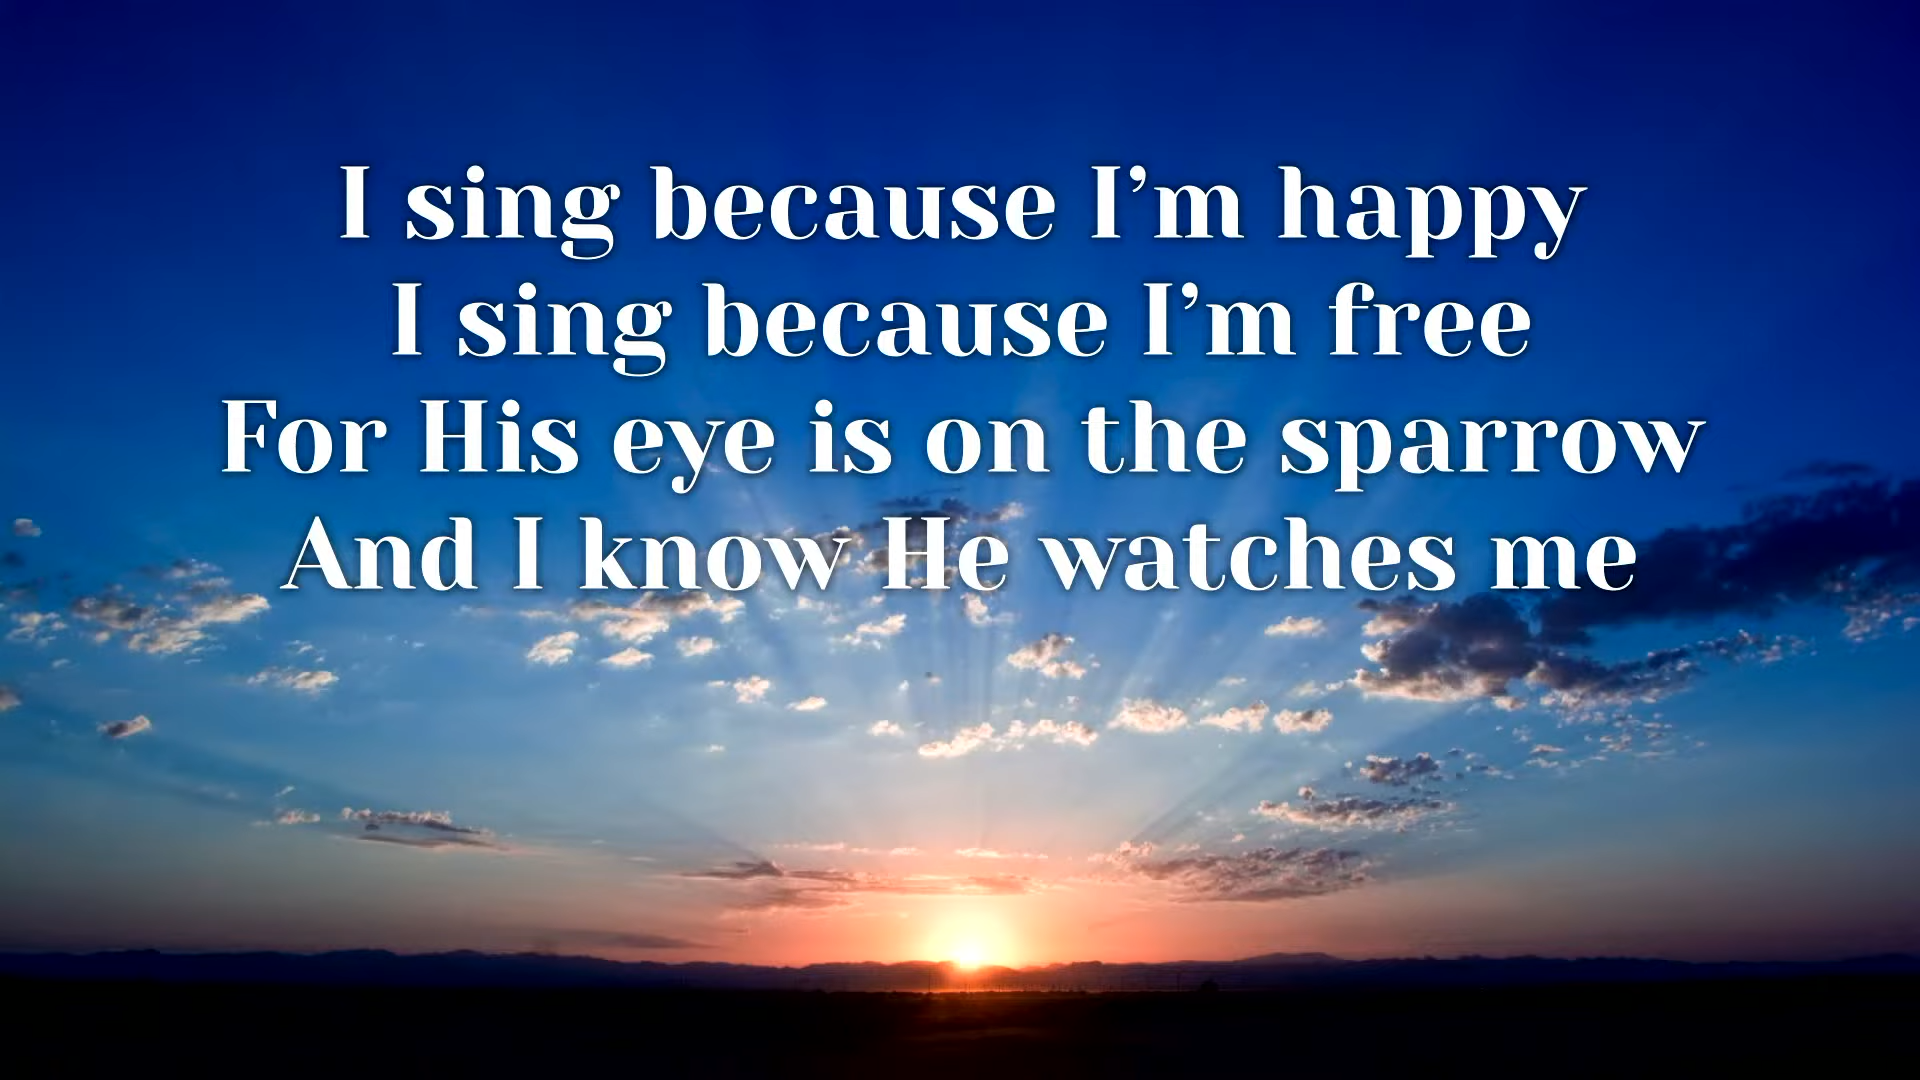 I sing because I’m happy
I sing because I’m free
For His eye is on the sparrow
And I know He watches me